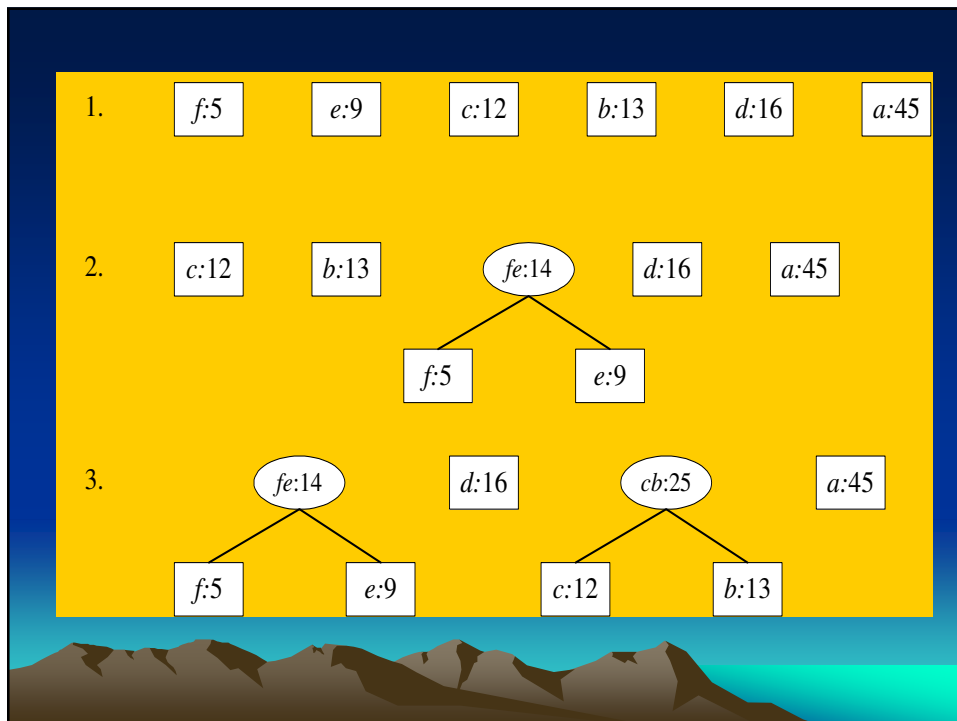 1. f:5 e:9 c:12 b:13 d:16 a:45
2. c:12 b:13 fe:14 d:16 a:45
f:5 e:9
3. fe:14 d:16 cb:25 a:45
f:5 e:9 c:12 b:13